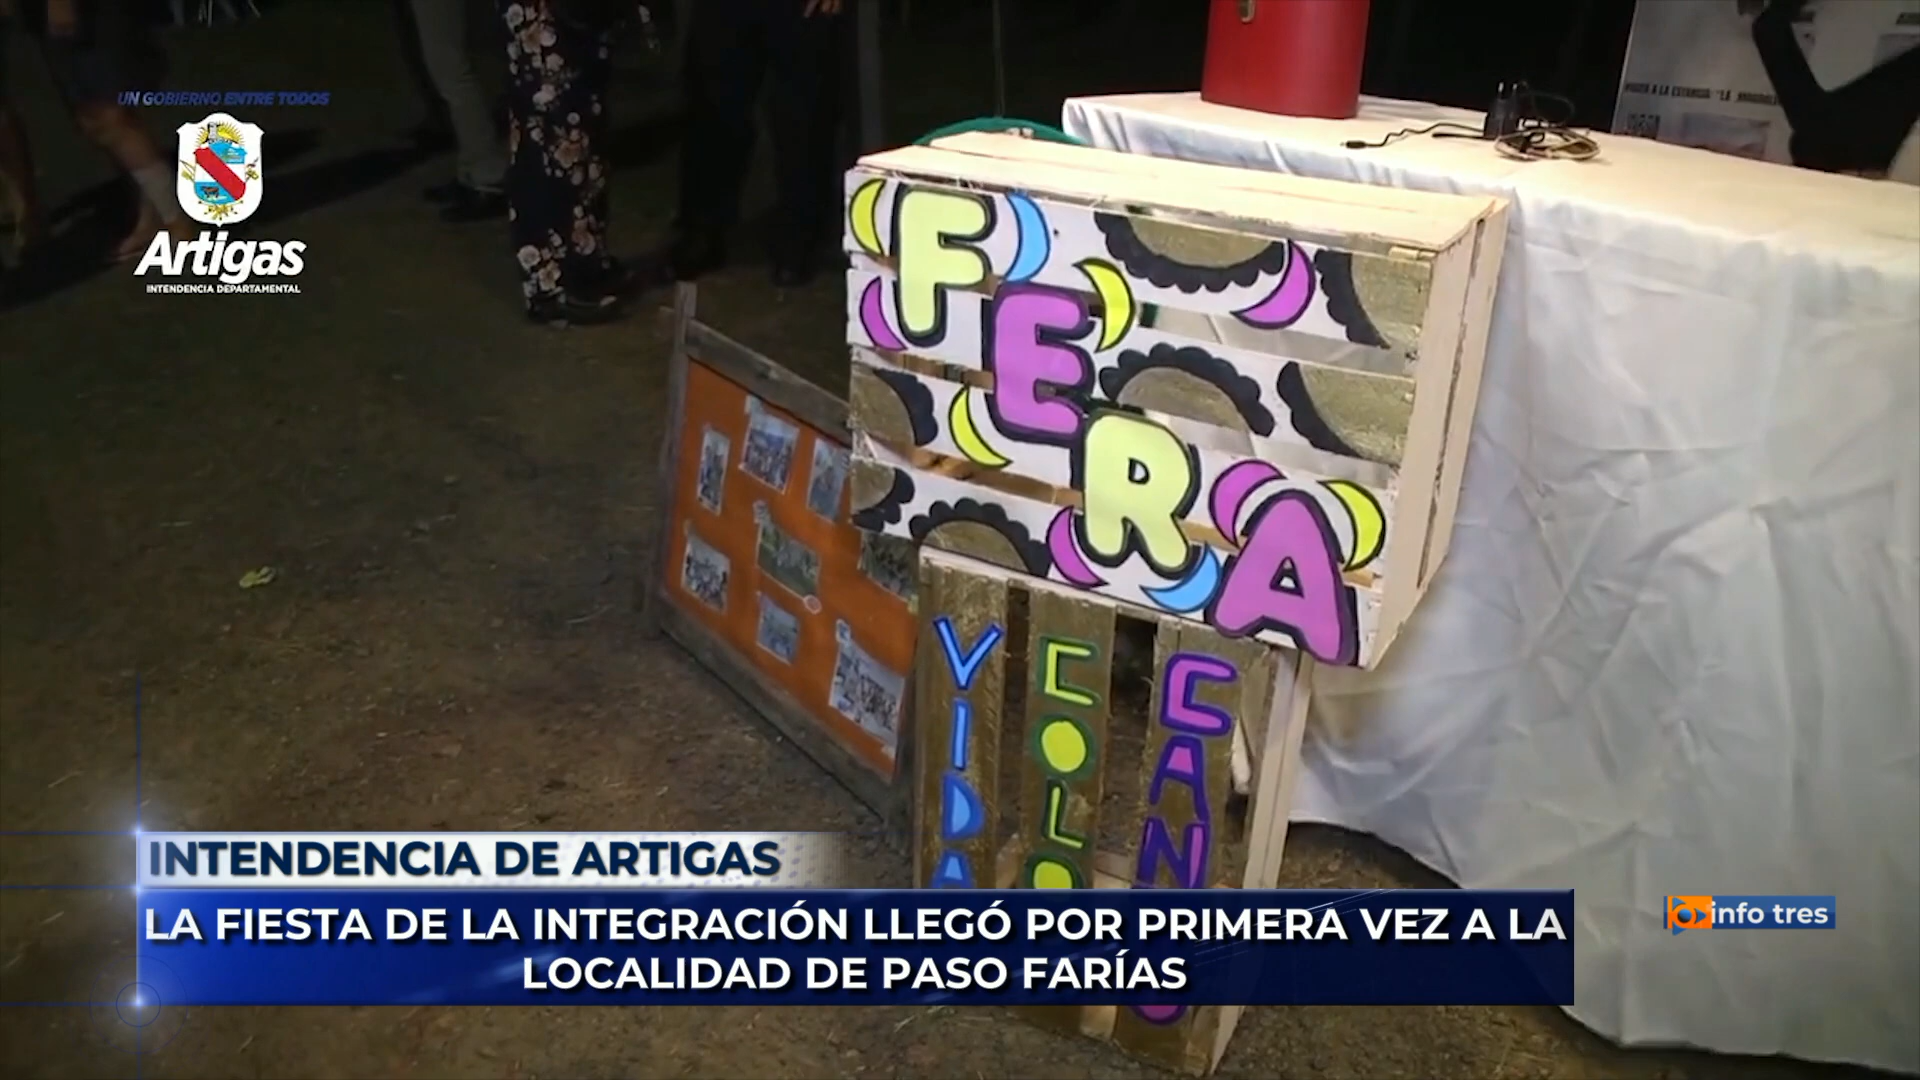 UN GOBIERNO ENTRE TODOS
Artigas
INTENDENCIA DEPARTAMENTAL
FERA
VIDA
COLO
CAN
INTENDENCIA DE ARTIGAS
LA FIESTA DE LA INTEGRACIÓN LLEGÓ POR PRIMERA VEZ A LA
LOCALIDAD DE PASO FARÍAS
info tres